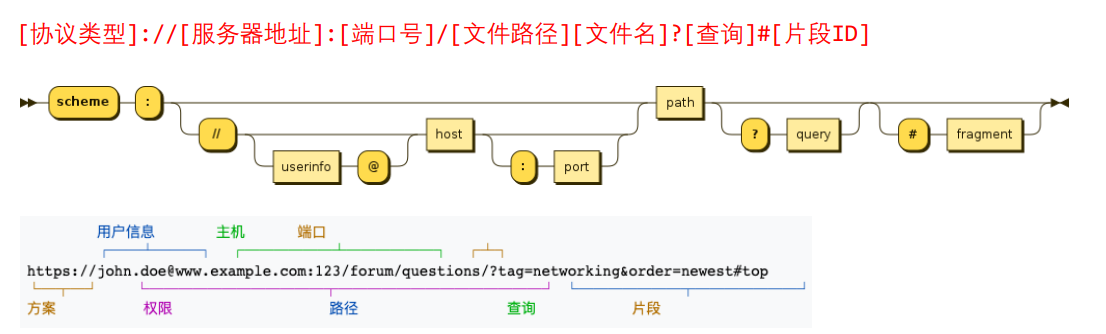 [协议类型]://[服务器地址]:[端口号]/[文件路径][文件名]?[查询]#[片段ID]
scheme : // userinfo @ host : port path ? query # fragment
用户信息 主机 端口
https://john.doe@www.example.com:123/forum/questions/?tag=networking&order=newest#top
方案 权限 路径 查询 片段